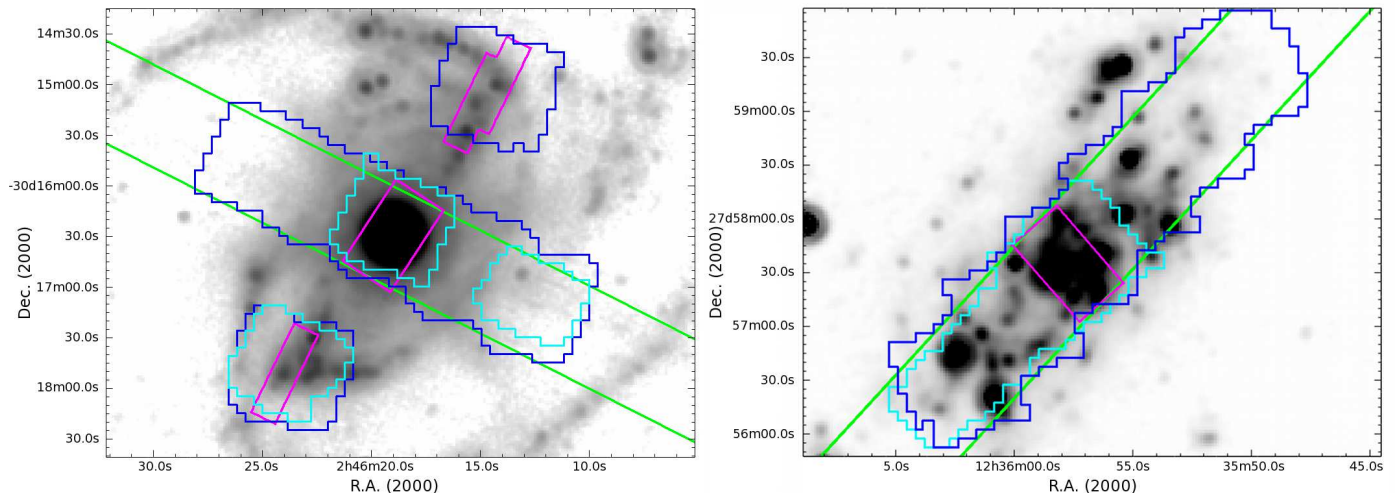 14m30.0s
15m00.0s
30.0s
-30d16m00.0s
30.0s
17m00.0s
30.0s
18m00.0s
30.0s
Dec. (2000)
30.0s
25.0s
2h46m20.0s
15.0s
10.0s
R.A. (2000)
30.0s
59m00.0s
30.0s
27d58m00.0s
30.0s
57m00.0s
30.0s
56m00.0s
Dec. (2000)
5.0s
12h36m00.0s
55.0s
35m50.0s
45.0s
R.A. (2000)